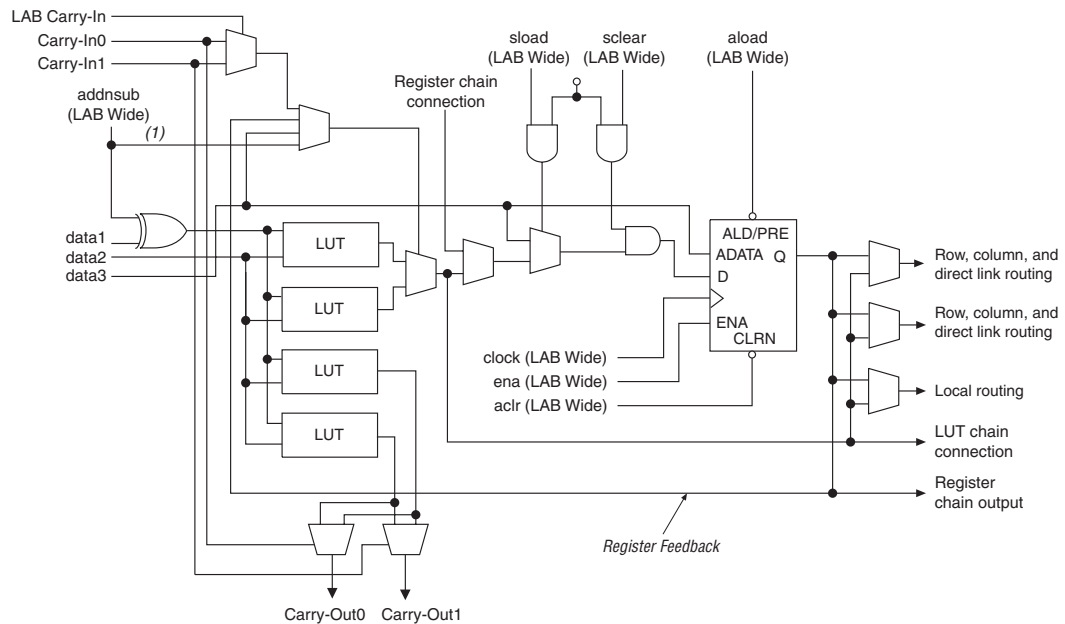 LAB Carry-In
Carry-In0
Carry-In1
addnsub
(LAB Wide)
(1)
Register chain
connection
sload
(LAB Wide)
sclear
(LAB Wide)
aload
(LAB Wide)
data1
data2
data3
LUT
LUT
LUT
LUT
ALD/PRE
ADATA
Q
D
ENA
CLRN
clock (LAB Wide)
ena (LAB Wide)
aclr (LAB Wide)
Row, column, and
direct link routing
Row, column, and
direct link routing
Local routing
LUT chain
connection
Register
chain output
Register Feedback
Carry-Out0
Carry-Out1